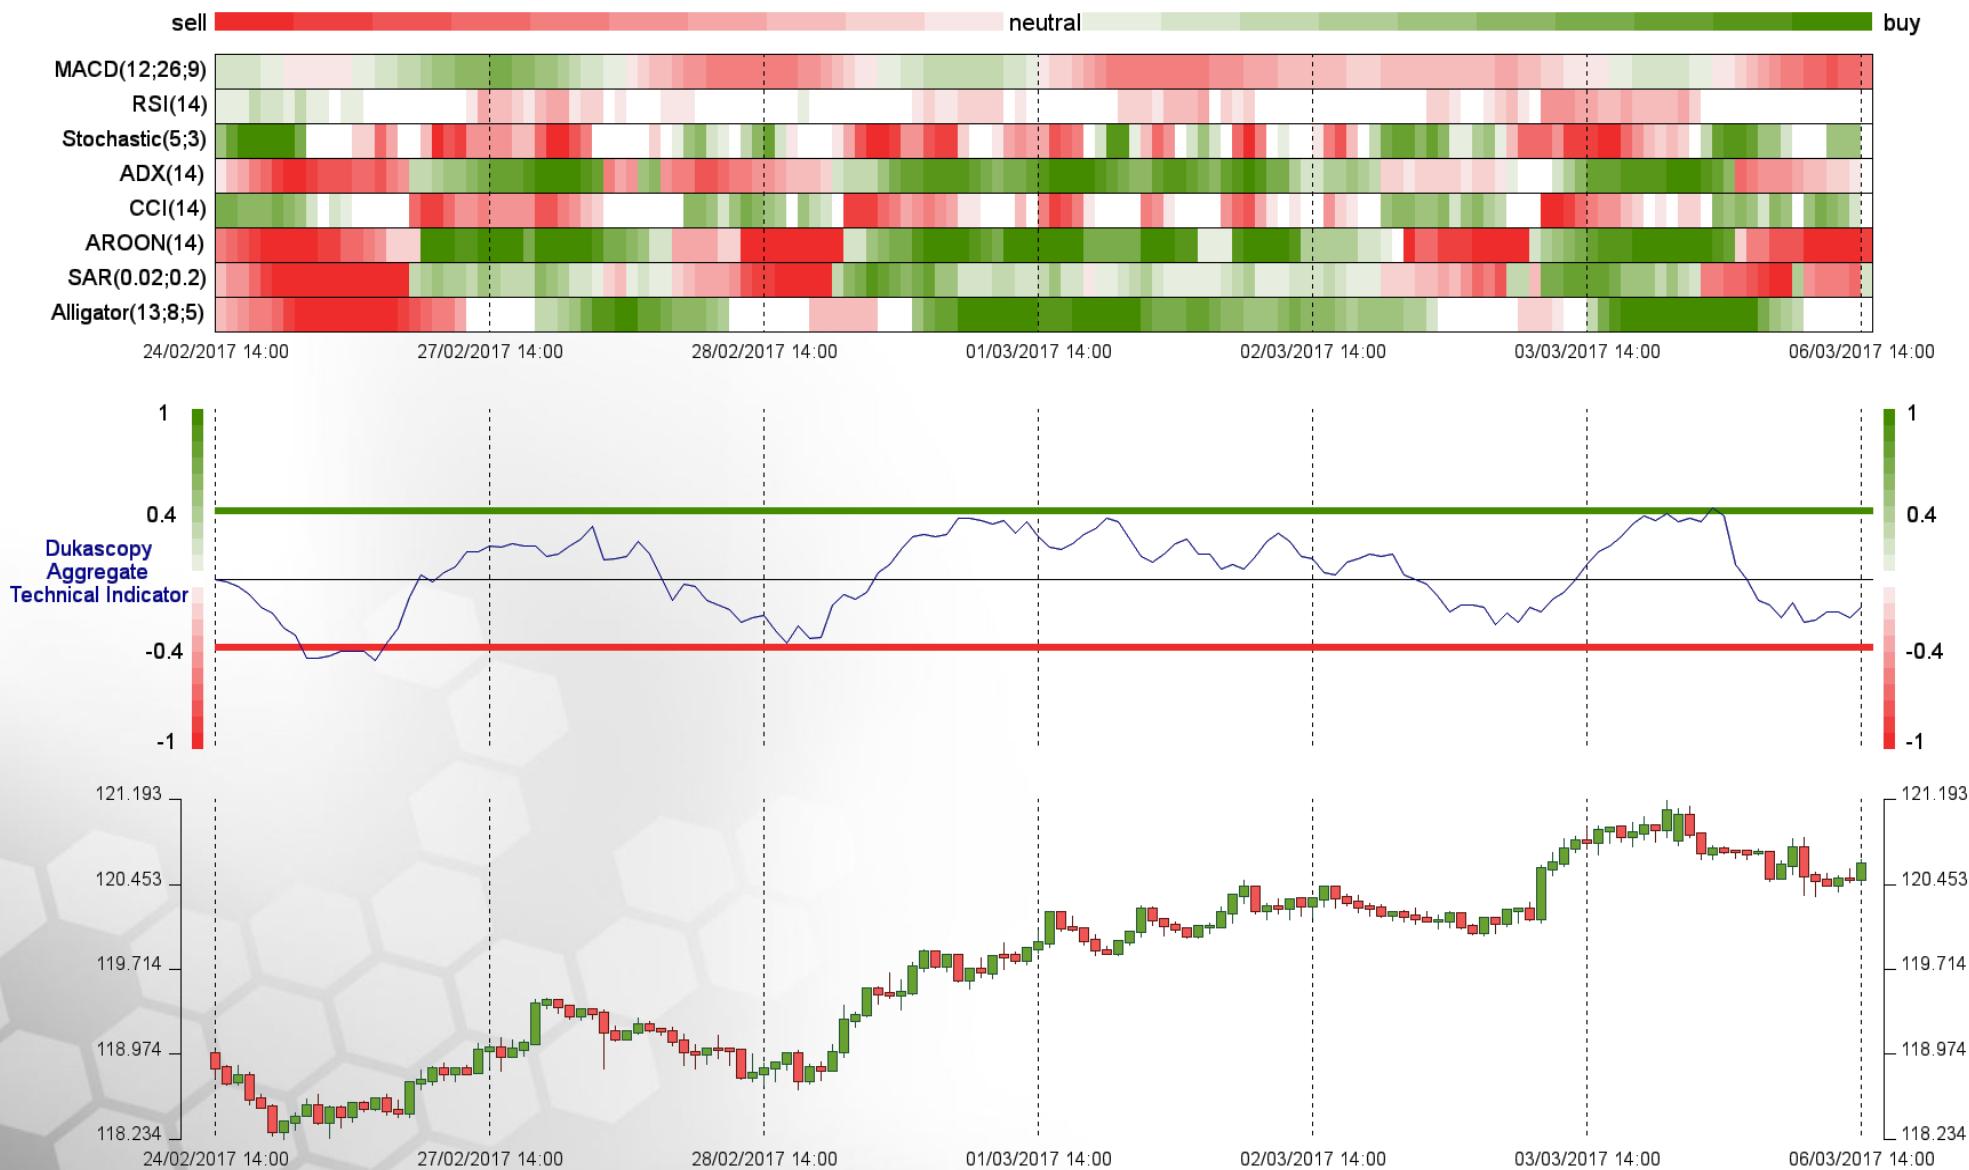 sell neutral buy
MACD(12;26;9)
RSI(14)
Stochastic(5;3)
ADX(14)
CCI(14)
AROON(14)
SAR(0.02;0.2)
Alligator(13;8;5)
24/02/2017 14:00 27/02/2017 14:00 28/02/2017 14:00 01/03/2017 14:00 02/03/2017 14:00 03/03/2017 14:00 06/03/2017 14:00
1 1
0.4 0.4
Dukascopy
Aggregate
Technical Indicator
-0.4 -0.4
-1 -1
121.193 121.193
120.453 120.453
119.714 119.714
118.974 118.974
118.234 118.234
24/02/2017 14:00 27/02/2017 14:00 28/02/2017 14:00 01/03/2017 14:00 02/03/2017 14:00 03/03/2017 14:00 06/03/2017 14:00